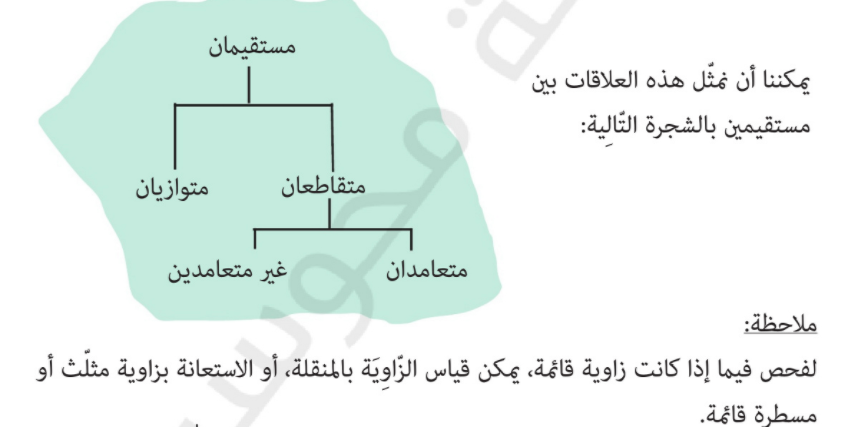 مستقيمان
يمكننا أن نمثّل هذه العلاقات بين
مستقيمين بالشجرة التّالِية:
متقاطعان
متوازيان
متعامدان
غير متعامدين
ملاحظة:
لفحص فيما إذا كانت زاوية قائمة، يمكن قياس الزّاوِيَة بالمنقلة، أو الاستعانة بزاوية مثلّث أو
مسطرة قائمة.